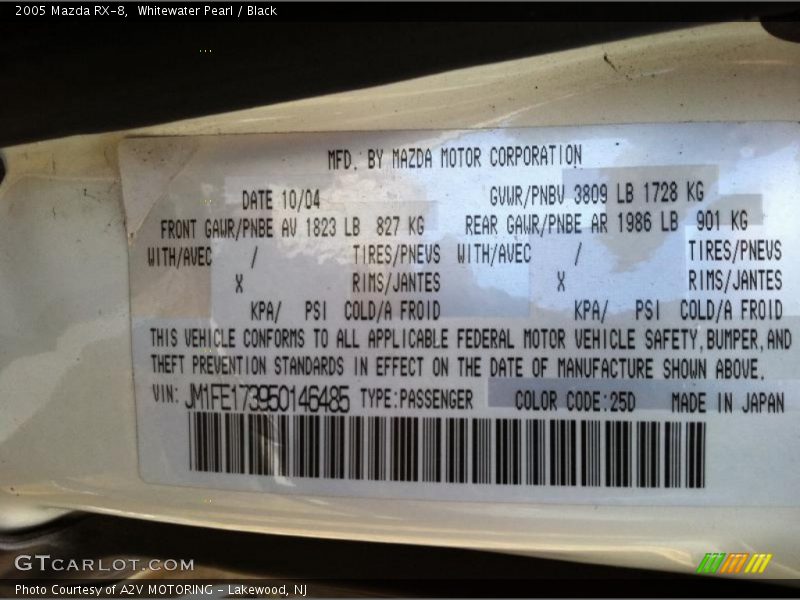 2005 Mazda RX-8, Whitewater Pearl / Black
MFD. BY MAZDA MOTOR CORPORATION
DATE 10/04 GVWR/PNBV 3809 LB 1728 KG
FRONT GAWR/PNBE AV 1823 LB 827 KG REAR GAWR/PNBE AR 1986 LB 901 KG
WITH/AVEC / TIRES/PNEUS WITH/AVEC / TIRES/PNEUS
X RIMS/JANTES X RIMS/JANTES
KPA/ PSI COLD/A FROID KPA/ PSI COLD/A FROID
THIS VEHICLE CONFORMS TO ALL APPLICABLE FEDERAL MOTOR VEHICLE SAFETY, BUMPER, AND
THEFT PREVENTION STANDARDS IN EFFECT ON THE DATE OF MANUFACTURE SHOWN ABOVE.
VIN: JM1FE173950146485 TYPE:PASSENGER COLOR CODE:25D MADE IN JAPAN
GTCARLOT.COM
Photo Courtesy of A2V MOTORING - Lakewood, NJ